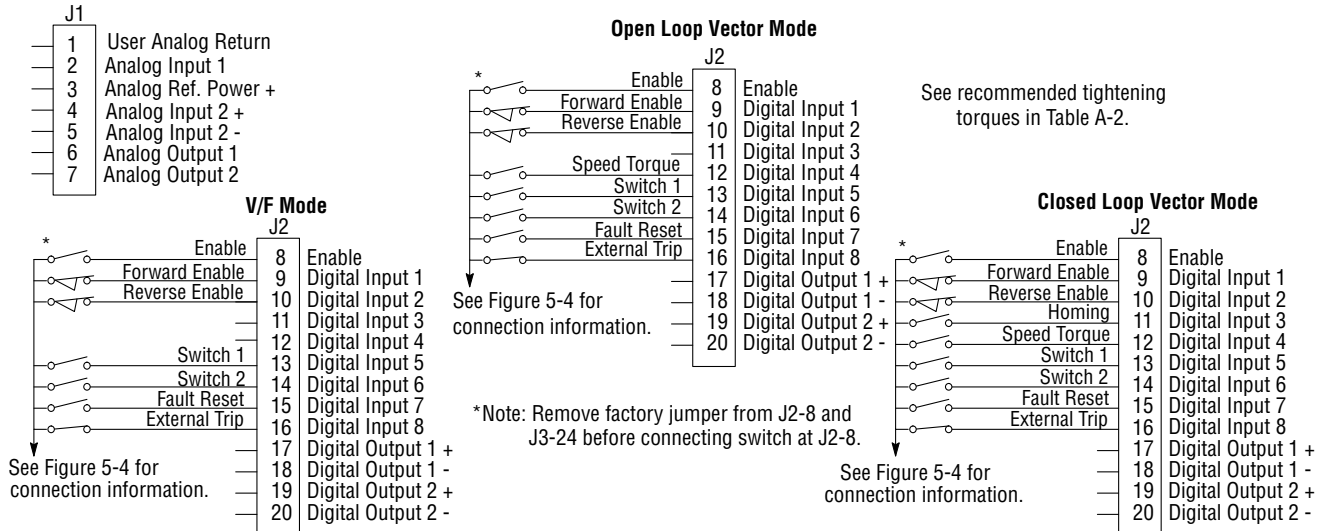 J1
1 User Analog Return
2 Analog Input 1
3 Analog Ref. Power +
4 Analog Input 2 +
5 Analog Input 2 -
6 Analog Output 1
7 Analog Output 2
Open Loop Vector Mode
J2
* Enable 8 Enable
Forward Enable 9 Digital Input 1
Reverse Enable 10 Digital Input 2
11 Digital Input 3
Speed Torque 12 Digital Input 4
Switch 1 13 Digital Input 5
Switch 2 14 Digital Input 6
Fault Reset 15 Digital Input 7
External Trip 16 Digital Input 8
17 Digital Output 1 +
18 Digital Output 1 -
19 Digital Output 2 +
20 Digital Output 2 -
See Figure 5-4 for
connection information.
See recommended tightening
torques in Table A-2.
V/F Mode
J2
* Enable 8 Enable
Forward Enable 9 Digital Input 1
Reverse Enable 10 Digital Input 2
11 Digital Input 3
12 Digital Input 4
Switch 1 13 Digital Input 5
Switch 2 14 Digital Input 6
Fault Reset 15 Digital Input 7
External Trip 16 Digital Input 8
17 Digital Output 1 +
18 Digital Output 1 -
19 Digital Output 2 +
20 Digital Output 2 -
See Figure 5-4 for
connection information.
*Note: Remove factory jumper from J2-8 and
J3-24 before connecting switch at J2-8.
Closed Loop Vector Mode
J2
* Enable 8 Enable
Forward Enable 9 Digital Input 1
Reverse Enable 10 Digital Input 2
Homing 11 Digital Input 3
Speed Torque 12 Digital Input 4
Switch 1 13 Digital Input 5
Switch 2 14 Digital Input 6
Fault Reset 15 Digital Input 7
External Trip 16 Digital Input 8
17 Digital Output 1 +
18 Digital Output 1 -
19 Digital Output 2 +
20 Digital Output 2 -
See Figure 5-4 for
connection information.